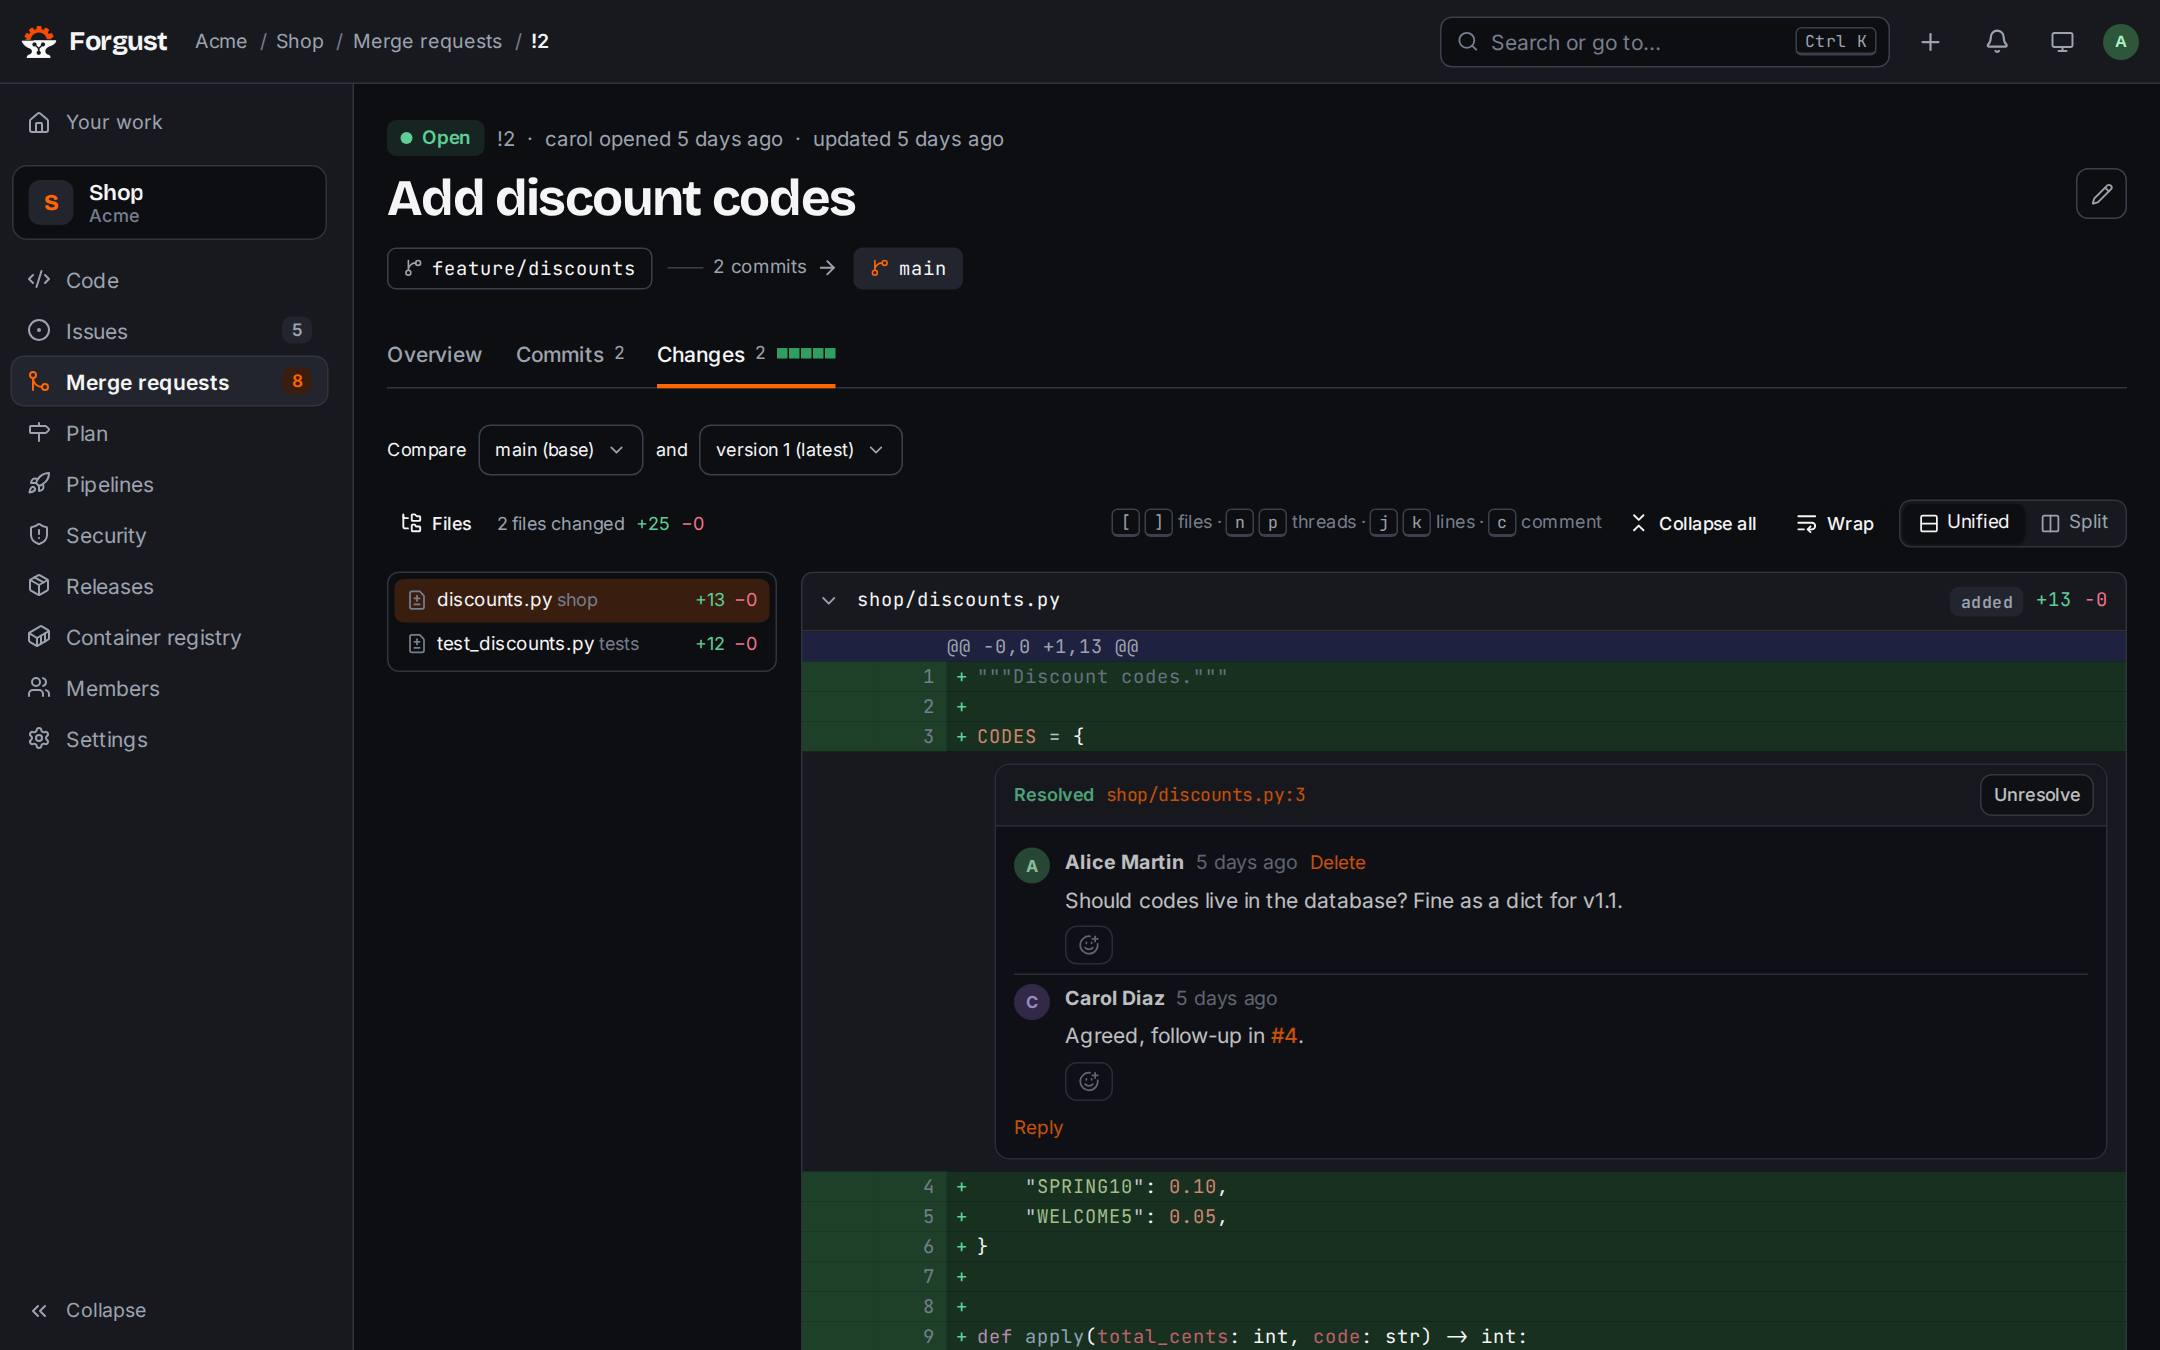 Forgust Acme / Shop / Merge requests / !2
Search or go to... Ctrl K A
Your work
S Shop
Acme
Code
Issues 5
Merge requests 8
Plan
Pipelines
Security
Releases
Container registry
Members
Settings
Collapse
Open !2 · carol opened 5 days ago · updated 5 days ago
Add discount codes
feature/discounts 2 commits → main
Overview Commits 2 Changes 2
Compare main (base) and version 1 (latest)
Files 2 files changed +25 −0
[ ] files · n p threads · j k lines · c comment Collapse all Wrap Unified Split
discounts.py shop +13 −0
test_discounts.py tests +12 −0
shop/discounts.py added +13 −0
@@ -0,0 +1,13 @@
1 + """Discount codes."""
2 +
3 + CODES = {
Resolved shop/discounts.py:3 Unresolve
A Alice Martin 5 days ago Delete
Should codes live in the database? Fine as a dict for v1.1.
C Carol Diaz 5 days ago
Agreed, follow-up in #4.
Reply
4 + "SPRING10": 0.10,
5 + "WELCOME5": 0.05,
6 + }
7 +
8 +
9 + def apply(total_cents: int, code: str) -> int: